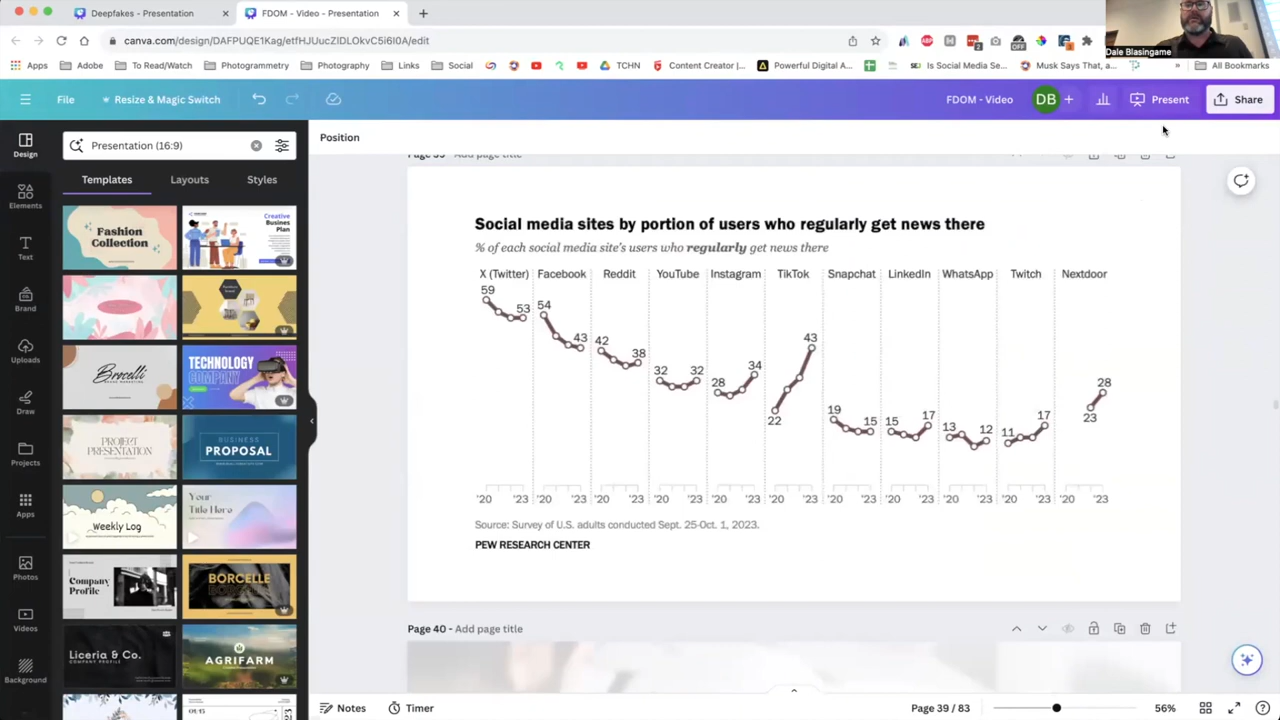 Deepfakes - Presentation
FDOM - Video - Presentation
canva.com/design/DAFPUQE1Kag/etfHJUucZIDLOkvC5i6I0A/edit
Dale Blasingame
Apps Adobe To Read/Watch Photogrammetry Photography Links Social TCHN Content Creator |... Powerful Digital A... Is Social Media Se... Musk Says That, a... » All Bookmarks
File Resize & Magic Switch FDOM - Video DB + Present Share
Design
Elements
Text
Brand
Uploads
Draw
Projects
Apps
Photos
Videos
Background
Presentation (16:9)
Templates Layouts Styles
Fashion Collection
Creative Business Plan
Brocelli
TECHNOLOGY COMPANY
PROJECT PRESENTATION
BUSINESS
PROPOSAL
Weekly Log
Your Title Here
Company Profile
BORCELLE
Liceria & Co.
COMPANY PROFILE
AGRIFARM
Position
Page 39 - Add page title
Social media sites by portion of users who regularly get news there
% of each social media site's users who regularly get news there
X (Twitter) Facebook Reddit YouTube Instagram TikTok Snapchat LinkedIn WhatsApp Twitch Nextdoor
59 53 54 43 42 38 32 32 28 34 22 43 19 15 15 17 13 12 11 17 23 28
'20 '23 '20 '23 '20 '23 '20 '23 '20 '23 '20 '23 '20 '23 '20 '23 '20 '23 '20 '23 '20 '23
Source: Survey of U.S. adults conducted Sept. 25-Oct. 1, 2023.
PEW RESEARCH CENTER
Page 40 - Add page title
Notes Timer Page 39 / 83 56%